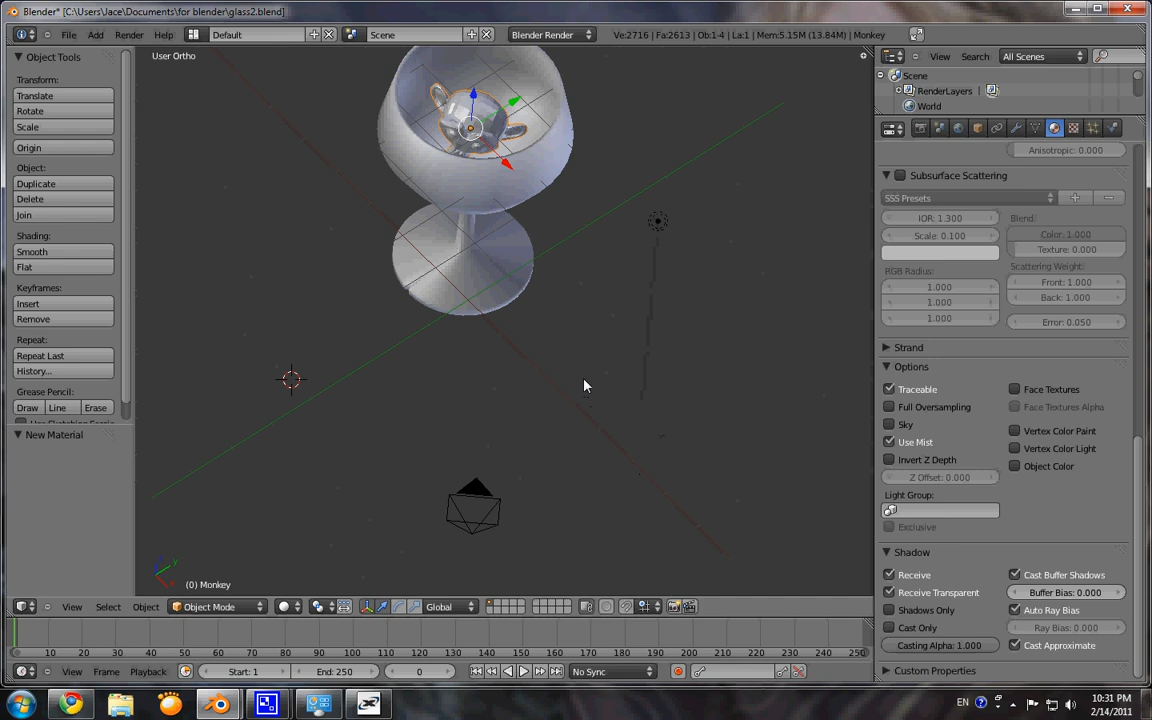 Blender* [C:\Users\Jace\Documents\for blender\glass2.blend]
File Add Render Help Default Scene Blender Render Ve:2716 | Fa:2613 | Ob:1-4 | La:1 | Mem:5.15M (13.84M) | Monkey
Object Tools
Transform:
Translate
Rotate
Scale
Origin
Object:
Duplicate
Delete
Join
Shading:
Smooth
Flat
Keyframes:
Insert
Remove
Repeat:
Repeat Last
History...
Grease Pencil:
Draw Line Erase
New Material
User Ortho
(0) Monkey
View Search: All Scenes
Scene
RenderLayers
World
Anisotropic: 0.000
Subsurface Scattering
SSS Presets
IOR: 1.300
Scale: 0.100
Blend:
Color: 1.000
Texture: 0.000
RGB Radius:
1.000
1.000
1.000
Scattering Weight:
Front: 1.000
Back: 1.000
Error: 0.050
Strand
Options
Traceable
Full Oversampling
Sky
Use Mist
Invert Z Depth
Z Offset: 0.000
Light Group:
Exclusive
Face Textures
Face Textures Alpha
Vertex Color Paint
Vertex Color Light
Object Color
Shadow
Receive
Receive Transparent
Shadows Only
Cast Only
Casting Alpha: 1.000
Cast Buffer Shadows
Buffer Bias: 0.000
Auto Ray Bias
Ray Bias: 0.000
Cast Approximate
Custom Properties
View Select Object Object Mode Global
10 20 30 40 50 60 70 80 90 100 110 120 130 140 150 160 170 180 190 200 210 220 230 240 250
View Frame Playback Start: 1 End: 250 0 No Sync
EN
10:31 PM
2/14/2011